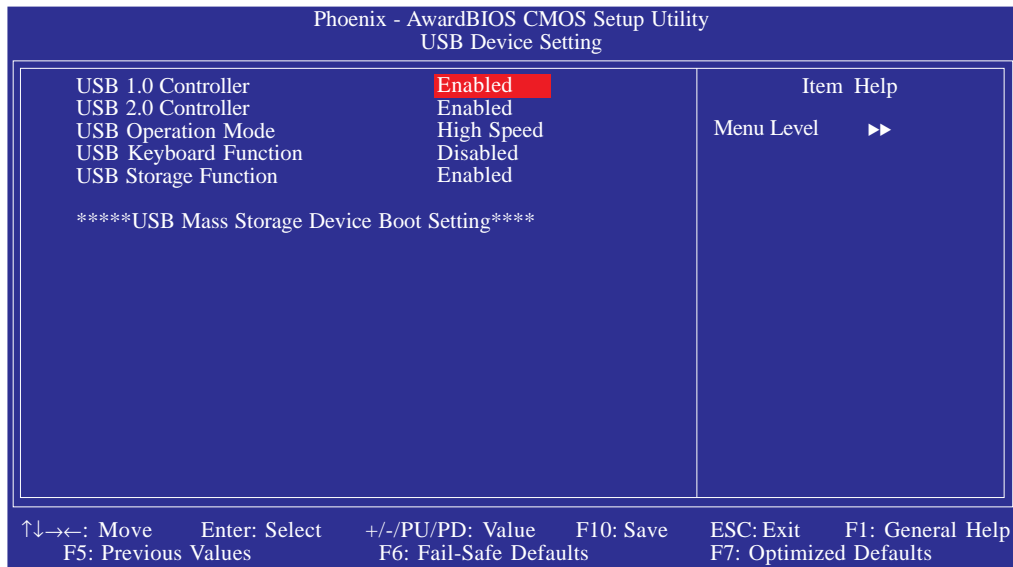 Phoenix - AwardBIOS CMOS Setup Utility
USB Device Setting
USB 1.0 Controller Enabled
USB 2.0 Controller Enabled
USB Operation Mode High Speed
USB Keyboard Function Disabled
USB Storage Function Enabled
*****USB Mass Storage Device Boot Setting****
Item Help
Menu Level ▶▶
↑↓→←: Move Enter: Select +/-/PU/PD: Value F10: Save ESC: Exit F1: General Help
F5: Previous Values F6: Fail-Safe Defaults F7: Optimized Defaults